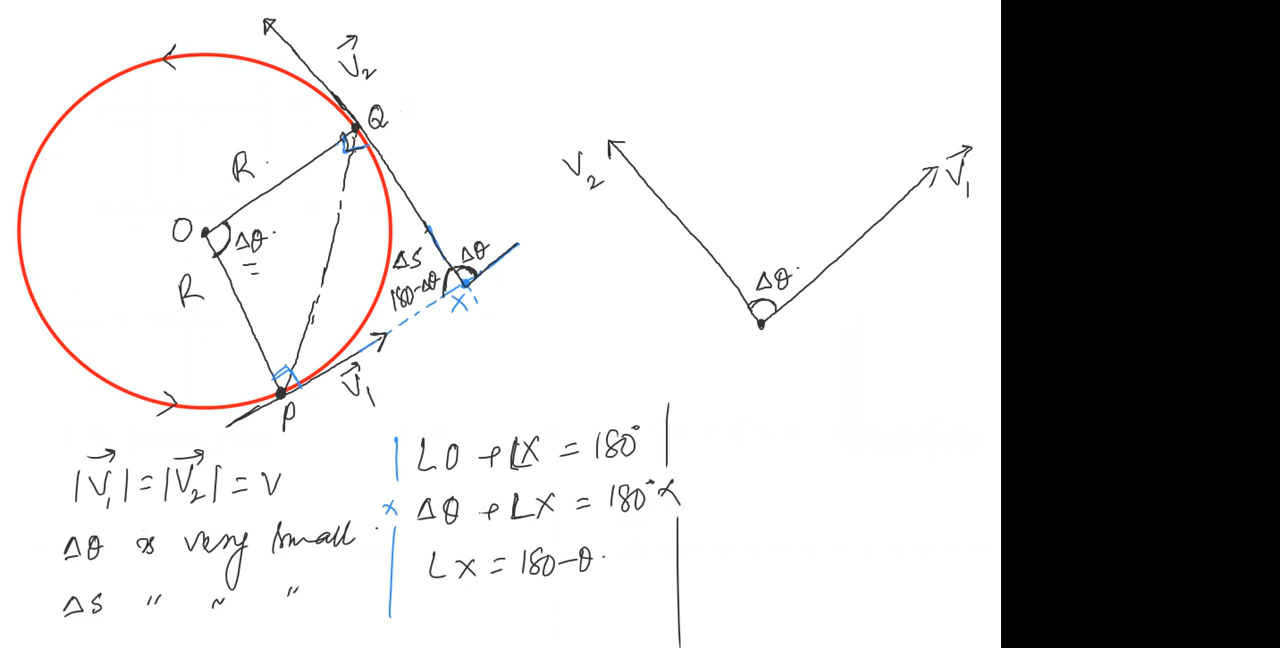 V⃗₂
Q
R.
O
Δθ.
=
R
ΔS
Δθ
180-Δθ
X
V⃗₁
P
V₂
V⃗₁
Δθ.
|V⃗₁| = |V⃗₂| = V
Δθ is very small.
ΔS " " "
∠O + ∠X = 180°
Δθ + ∠X = 180°
∠X = 180-θ.